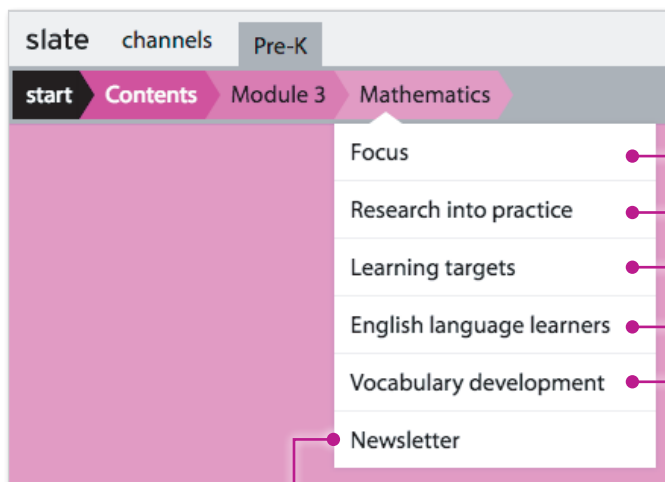 slate channels Pre-K
start Contents Module 3 Mathematics
Focus
Research into practice
Learning targets
English language learners
Vocabulary development
Newsletter